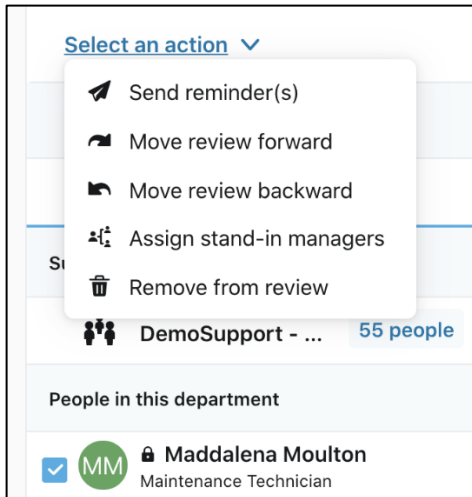 Select an action
Send reminder(s)
Move review forward
Move review backward
Assign stand-in managers
Remove from review
DemoSupport - ...
55 people
People in this department
MM
Maddalena Moulton
Maintenance Technician